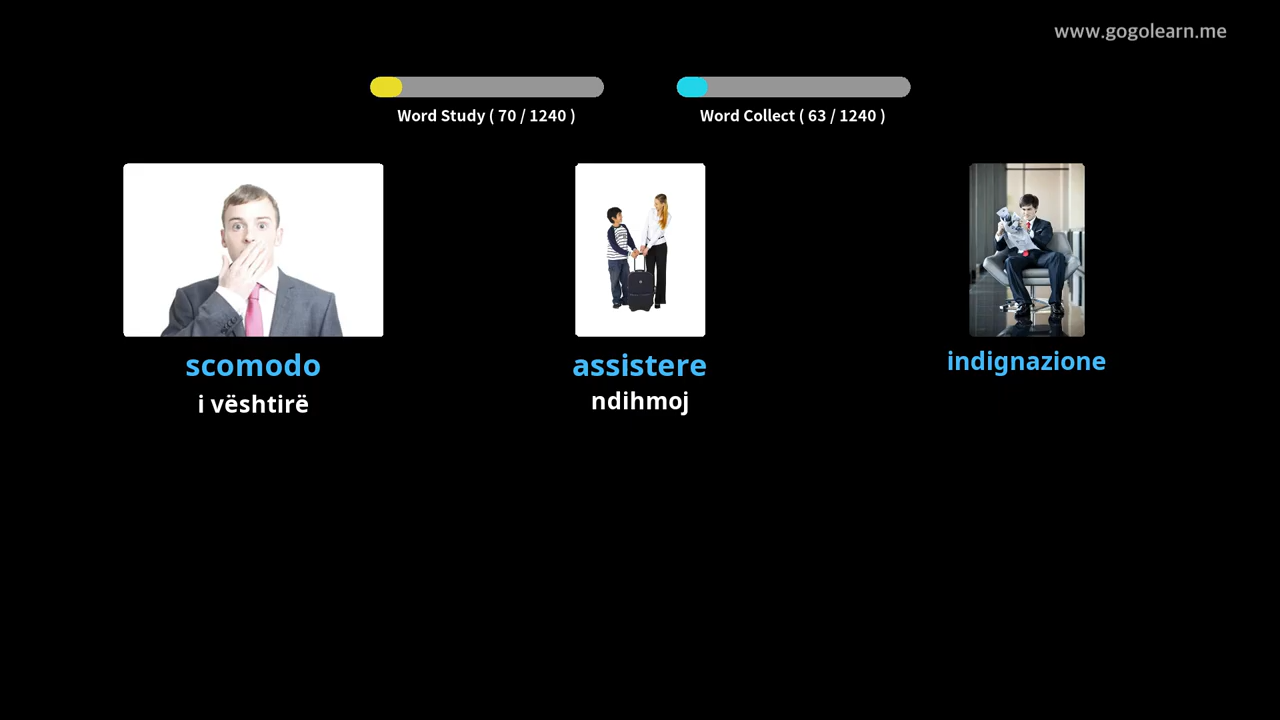 www.gogolearn.me
Word Study ( 70 / 1240 )
Word Collect ( 63 / 1240 )
scomodo
i vështirë
assistere
ndihmoj
indignazione